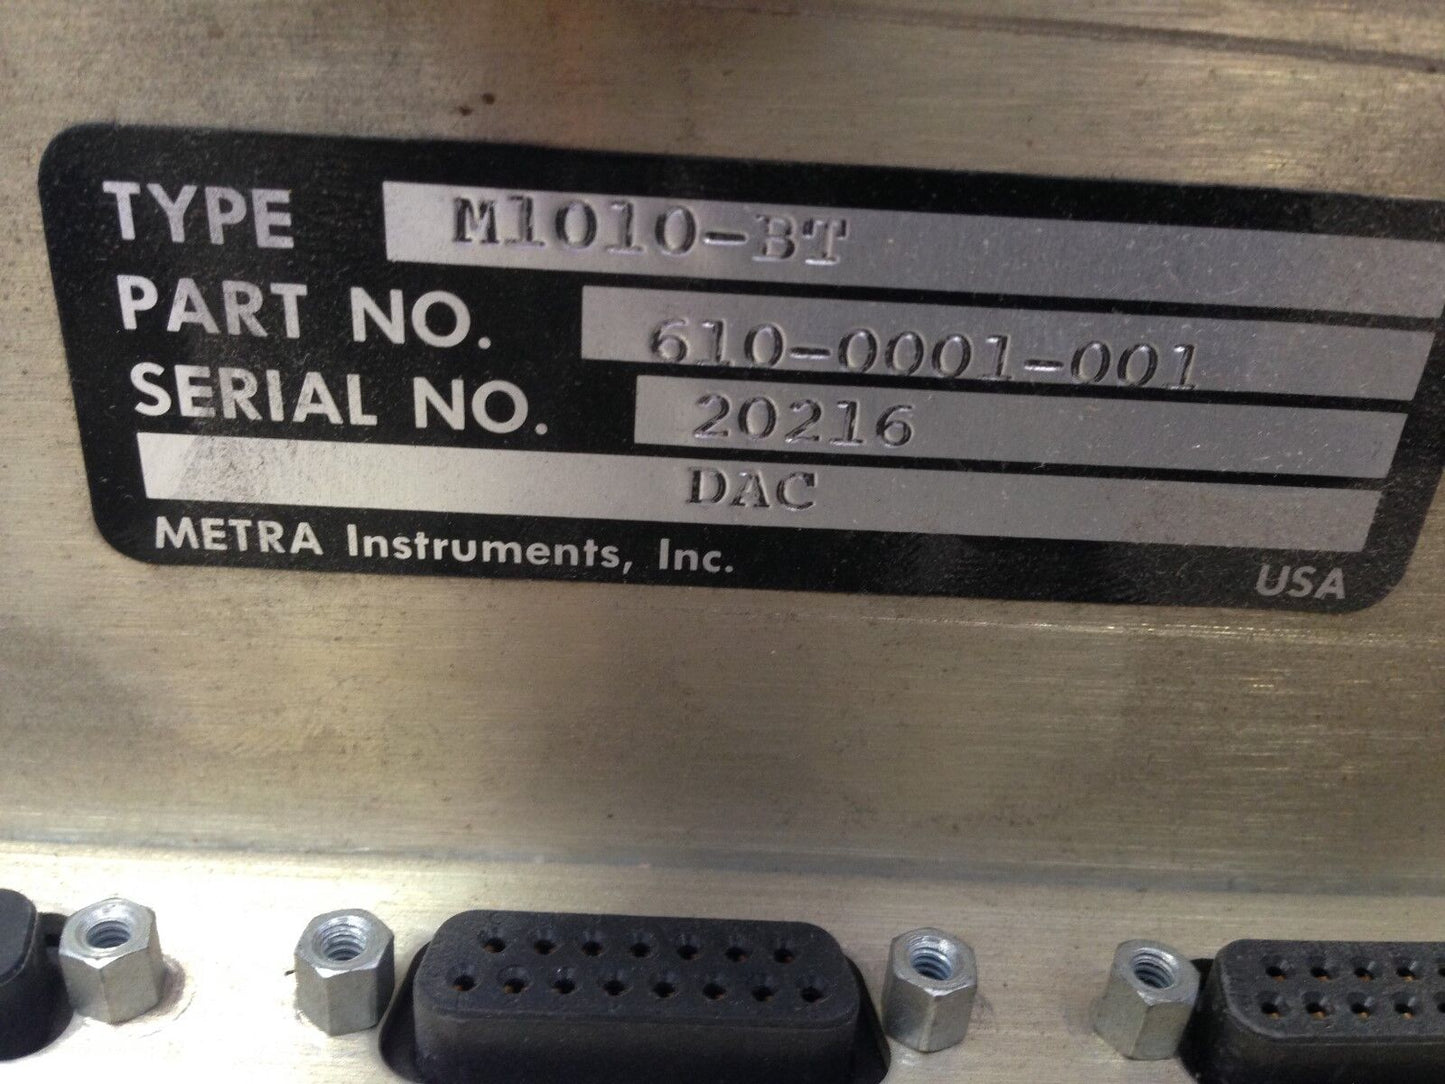 TYPE M1010-BT
PART NO. 610-0001-001
SERIAL NO. 20216
DAC
METRA Instruments, Inc. USA